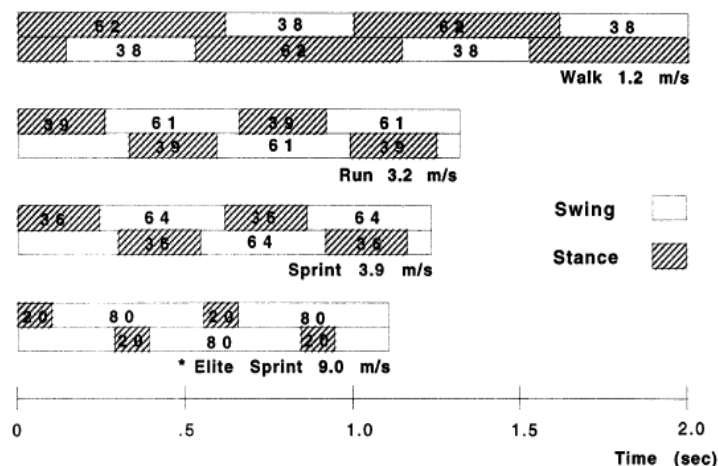 62 38 62 38
38 62 38
Walk 1.2 m/s
39 61 39 61
39 61 39
Run 3.2 m/s
36 64 36 64
36 64 36
Swing
Sprint 3.9 m/s
Stance
20 80 20 80
20 80 20
* Elite Sprint 9.0 m/s
0 .5 1.0 1.5 2.0
Time (sec)